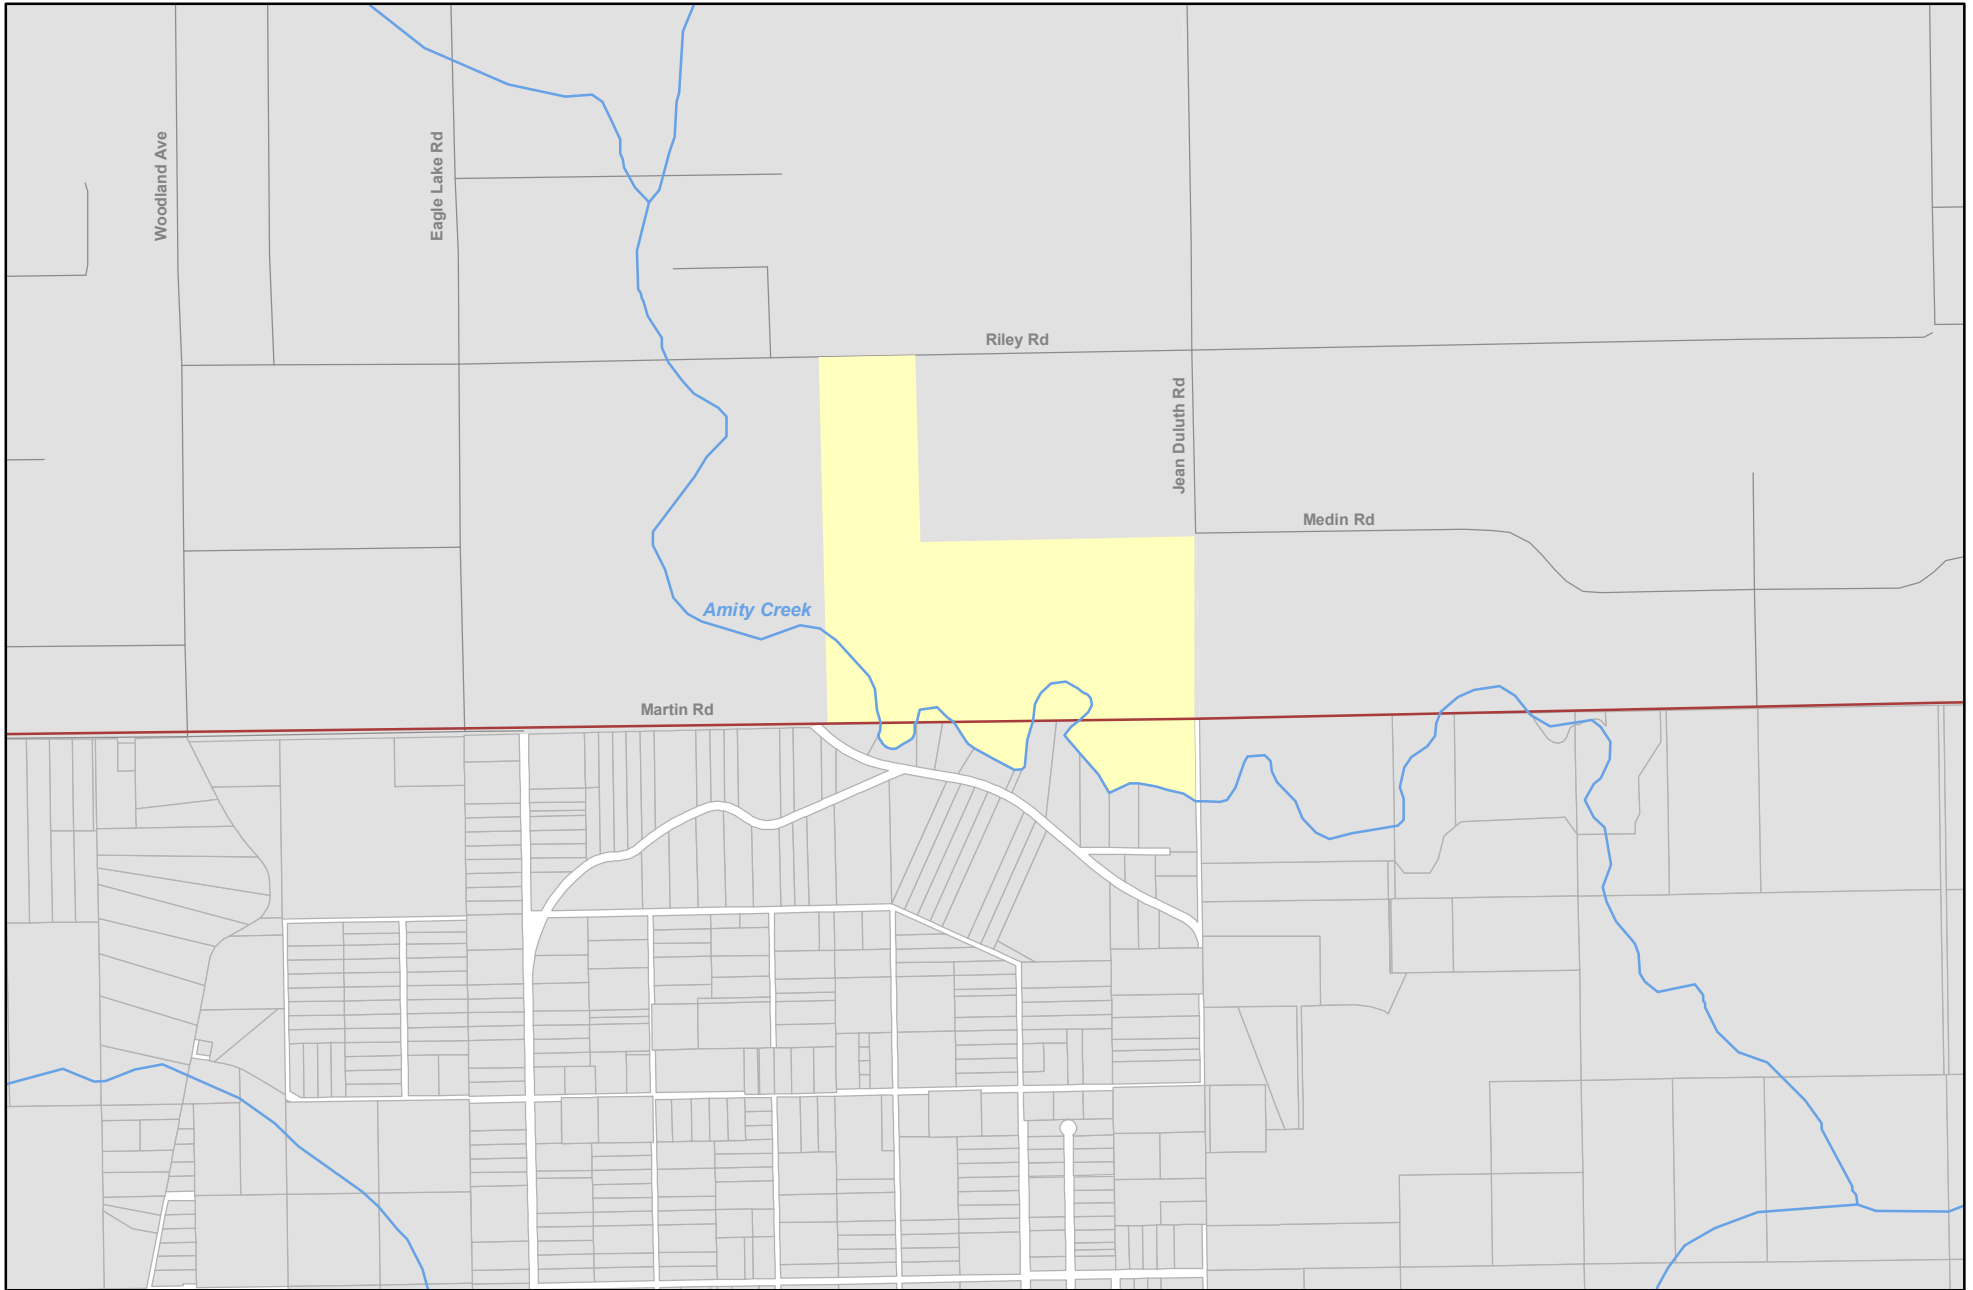 Woodland Ave
Eagle Lake Rd
Riley Rd
Jean Duluth Rd
Medin Rd
Amity Creek
Martin Rd